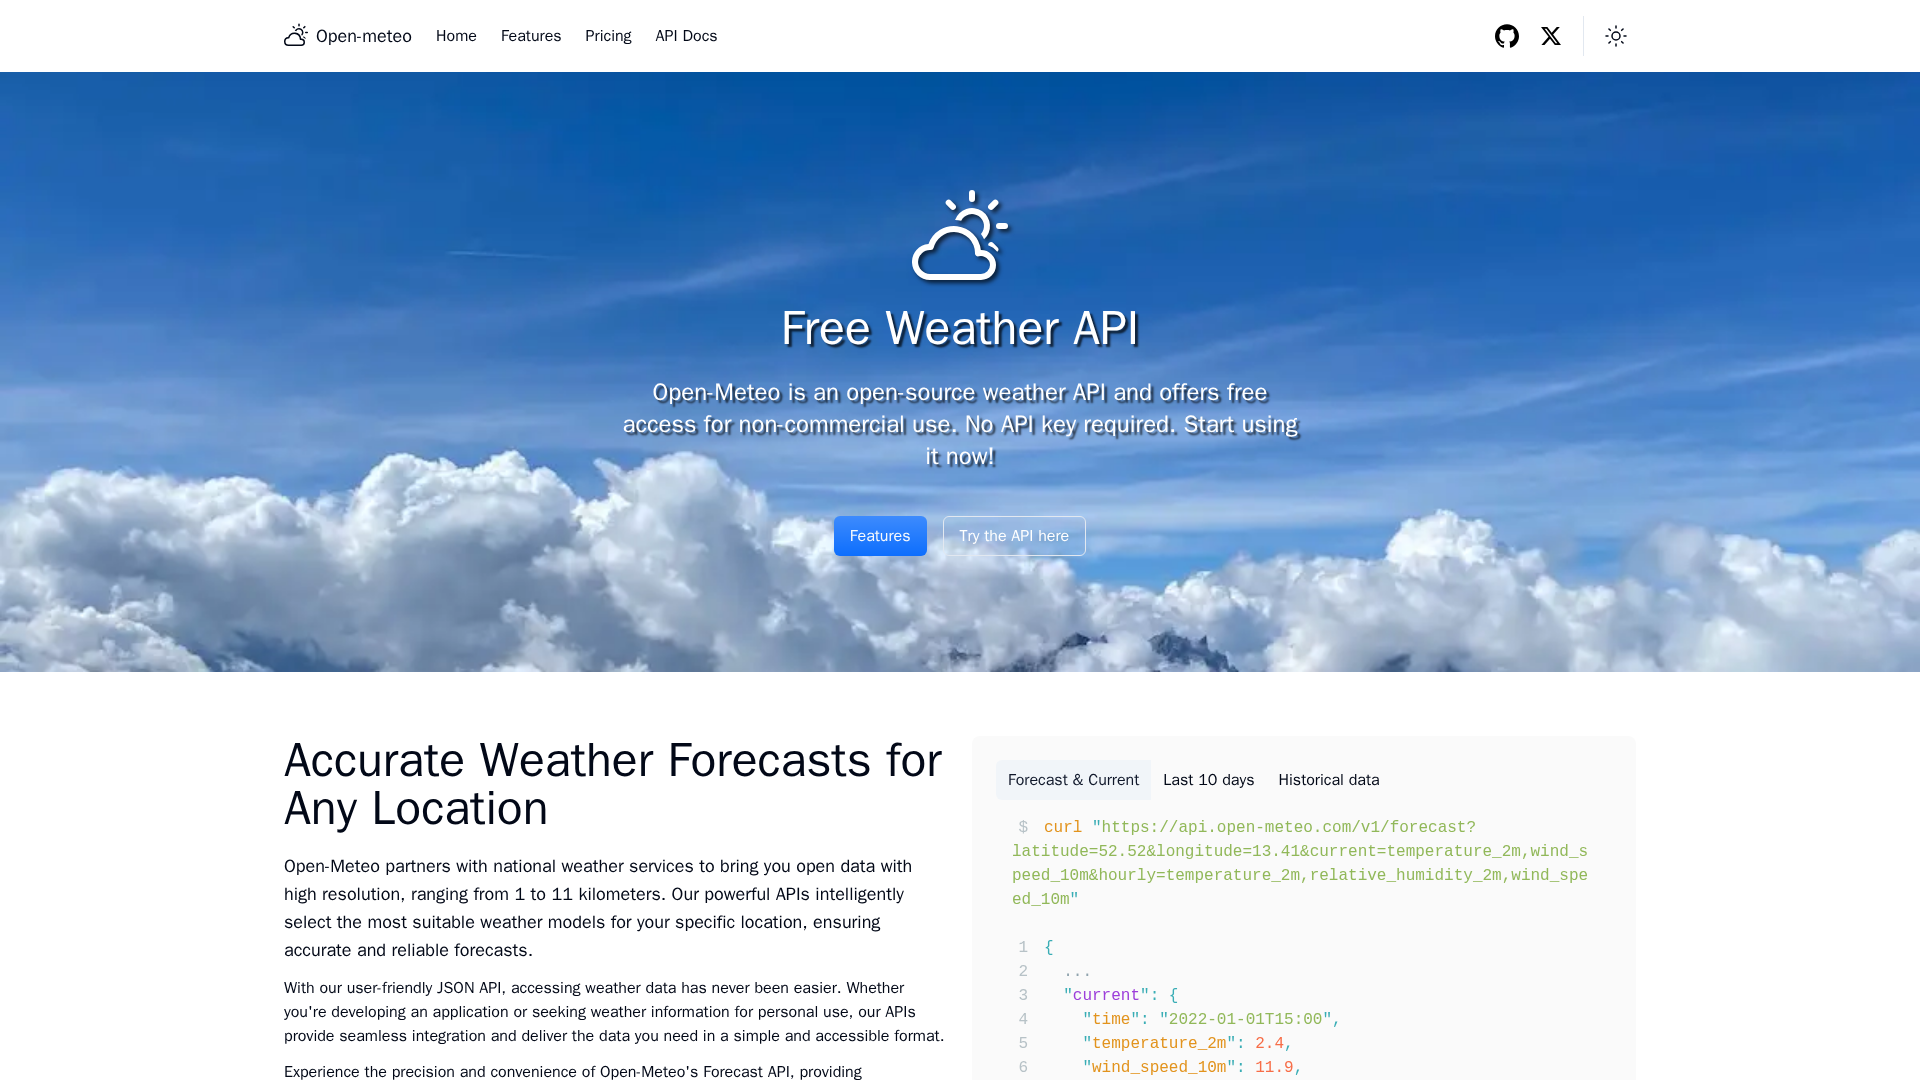 Open-meteo
Home
Features
Pricing
API Docs
Free Weather API
Open-Meteo is an open-source weather API and offers free
access for non-commercial use. No API key required. Start using
it now!
Features
Try the API here
Accurate Weather Forecasts for
Any Location
Open-Meteo partners with national weather services to bring you open data with
high resolution, ranging from 1 to 11 kilometers. Our powerful APIs intelligently
select the most suitable weather models for your specific location, ensuring
accurate and reliable forecasts.
With our user-friendly JSON API, accessing weather data has never been easier. Whether
you're developing an application or seeking weather information for personal use, our APIs
provide seamless integration and deliver the data you need in a simple and accessible format.
Experience the precision and convenience of Open-Meteo's Forecast API, providing
Forecast & Current
Last 10 days
Historical data
$ curl "https://api.open-meteo.com/v1/forecast?
latitude=52.52&longitude=13.41&current=temperature_2m,wind_s
peed_10m&hourly=temperature_2m,relative_humidity_2m,wind_spe
ed_10m"
1 {
2 ...
3 "current": {
4 "time": "2022-01-01T15:00",
5 "temperature_2m": 2.4,
6 "wind_speed_10m": 11.9,